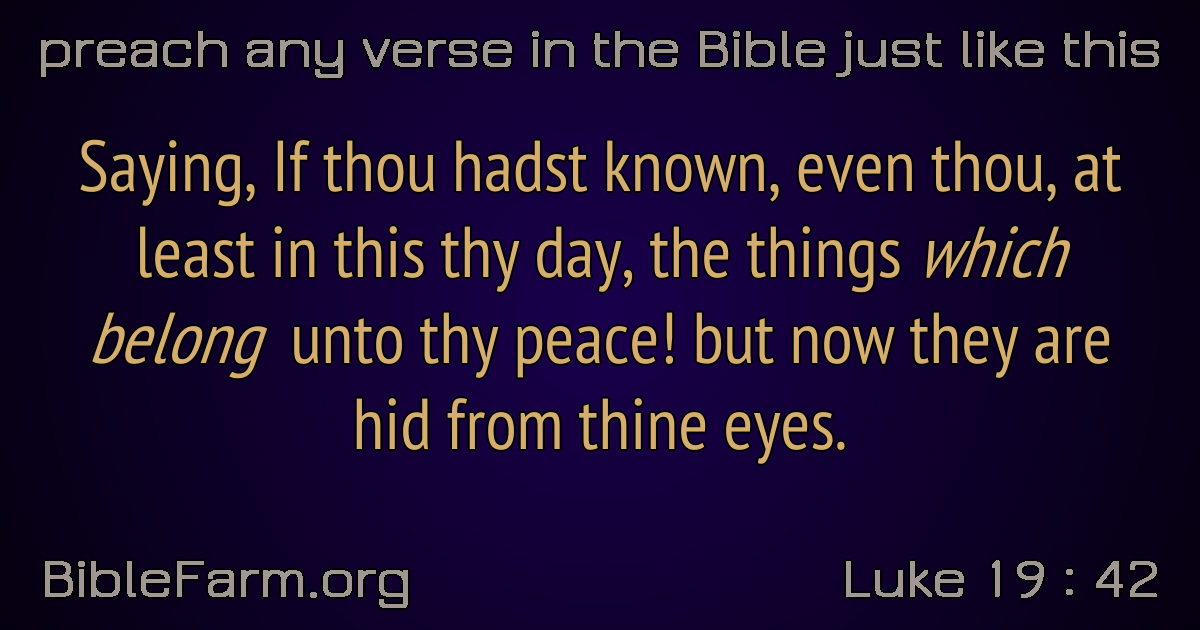 preach any verse in the Bible just like this
Saying, If thou hadst known, even thou, at
least in this thy day, the things which
belong unto thy peace! but now they are
hid from thine eyes.
BibleFarm.org
Luke 19 : 42